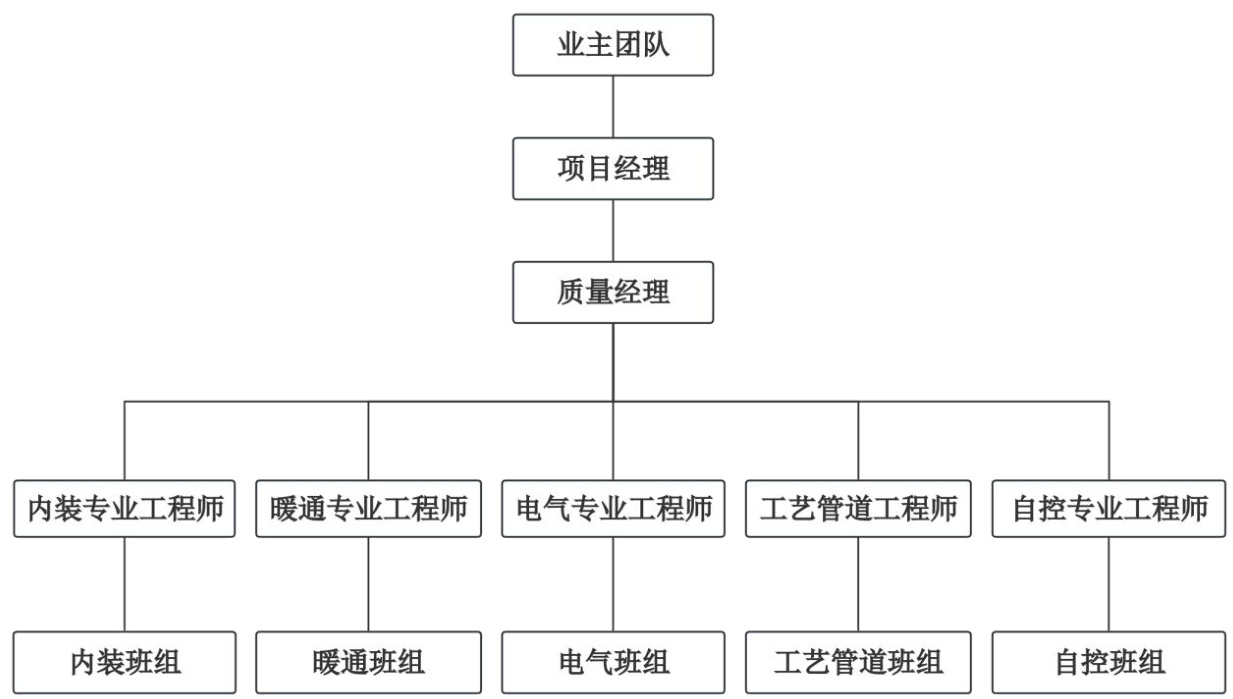 业主团队
项目经理
质量经理
内装专业工程师
暖通专业工程师
电气专业工程师
工艺管道工程师
自控专业工程师
内装班组
暖通班组
电气班组
工艺管道班组
自控班组